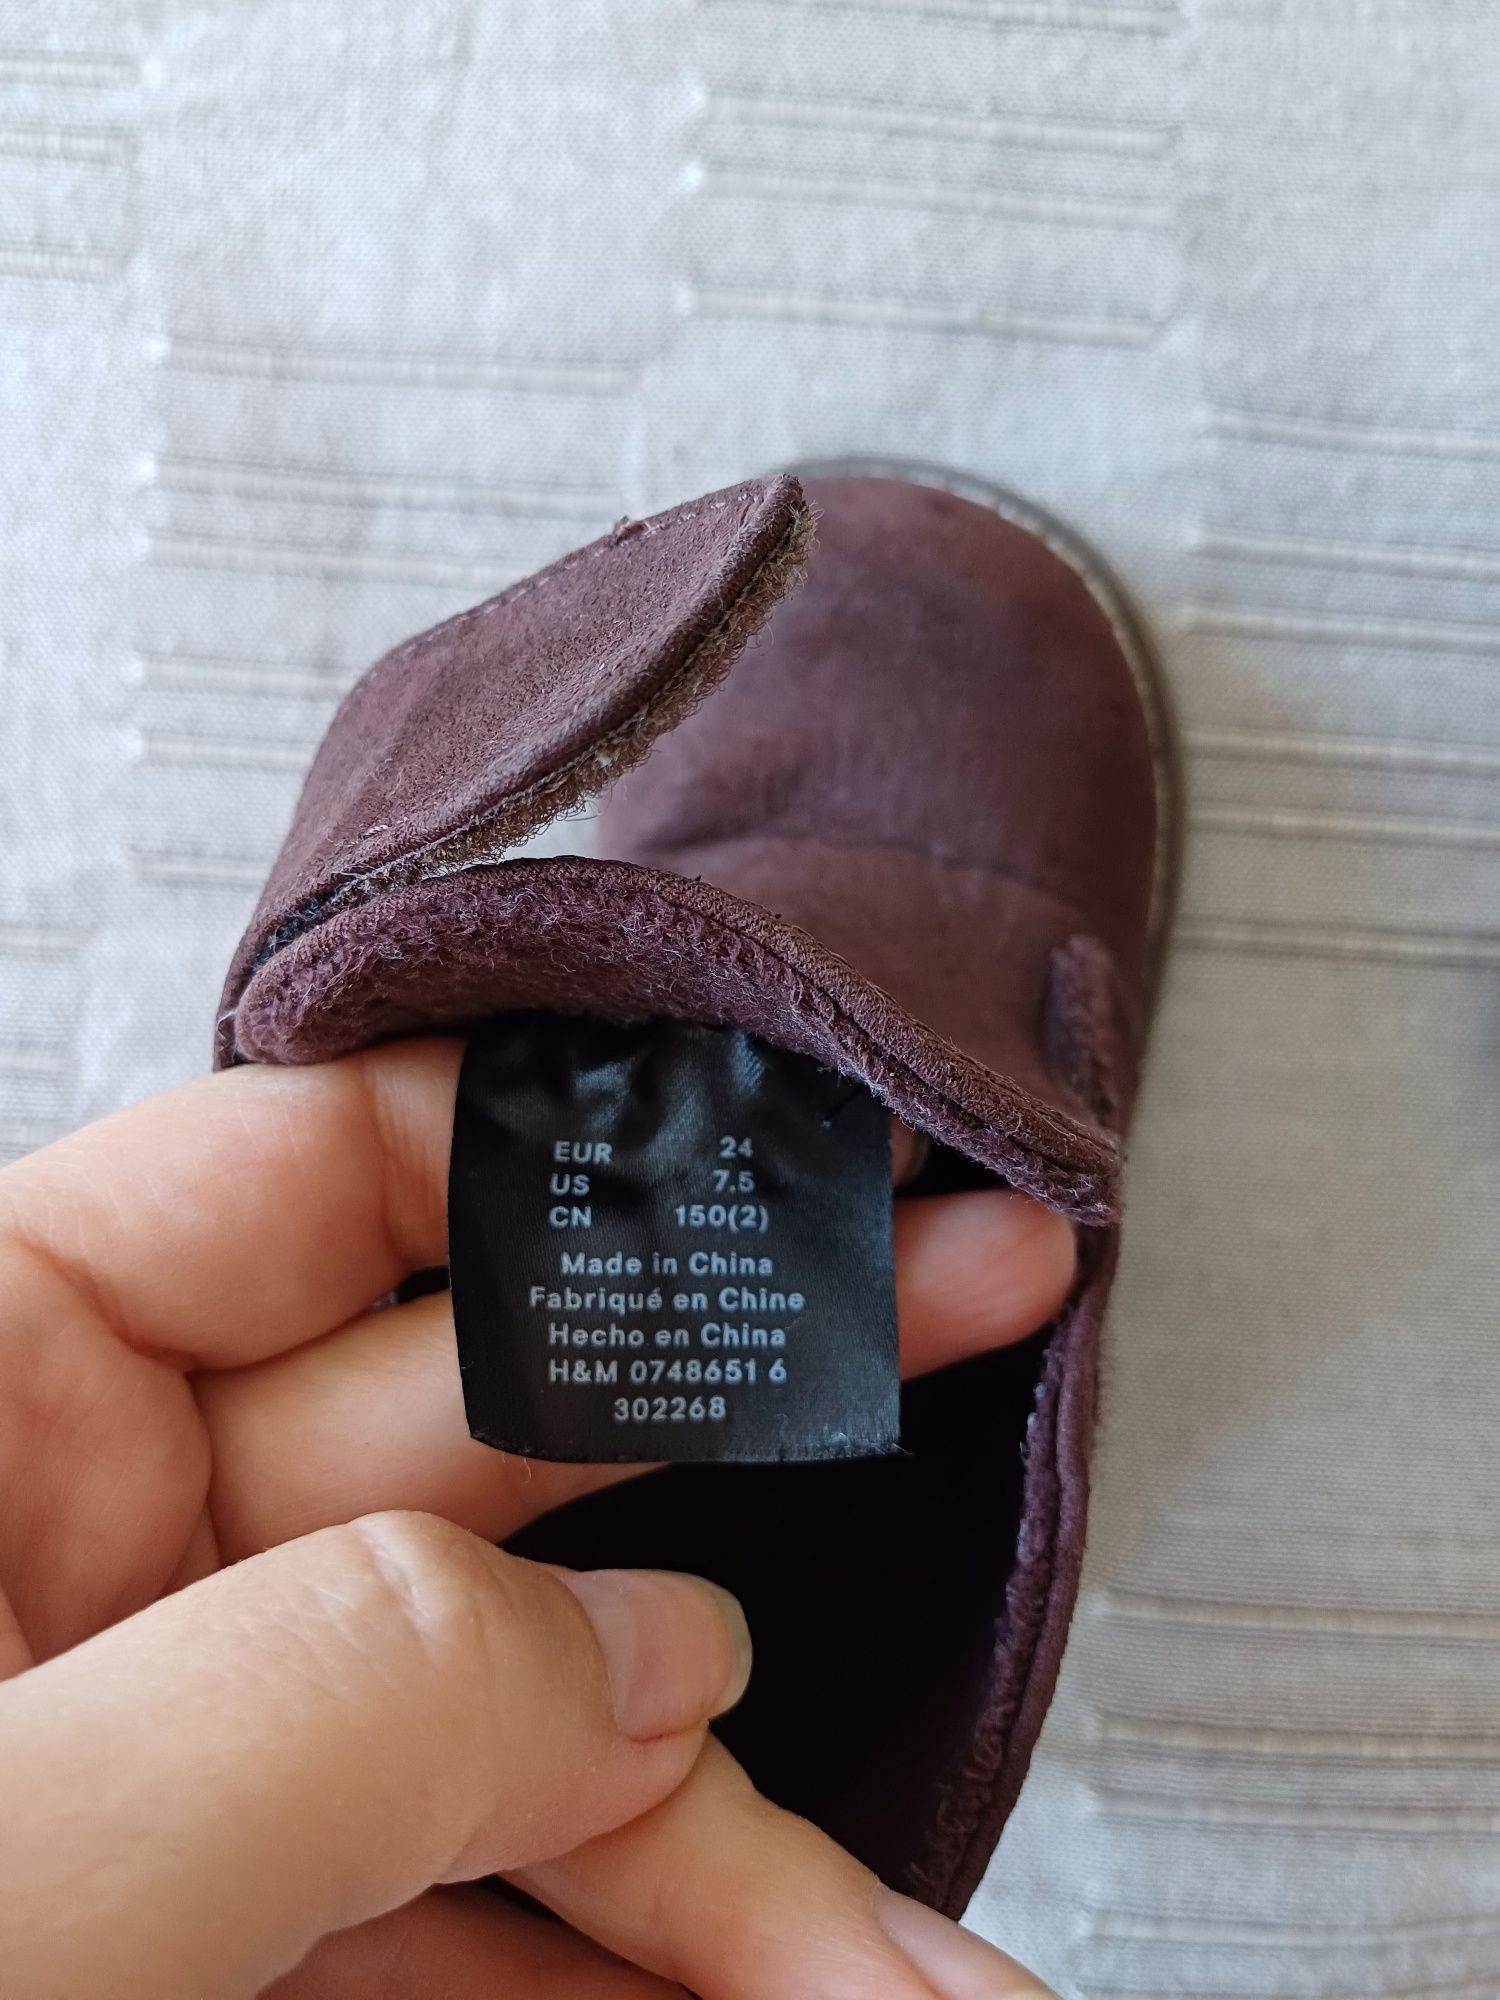 EUR 24
US 7.5
CN 150(2)
Made in China
Fabriqué en Chine
Hecho en China
H&M 0748651 6
302268